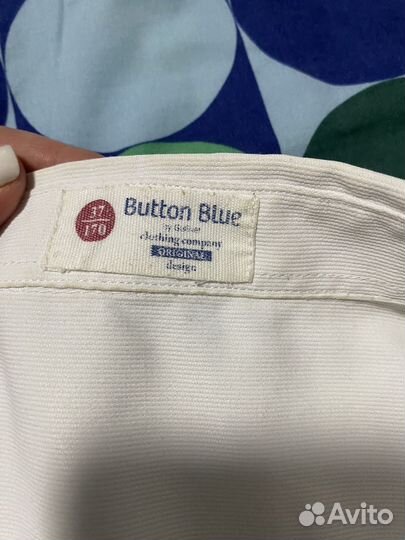 37
170
Button Blue
by Gulliver
clothing company
ORIGINAL
design
Avito